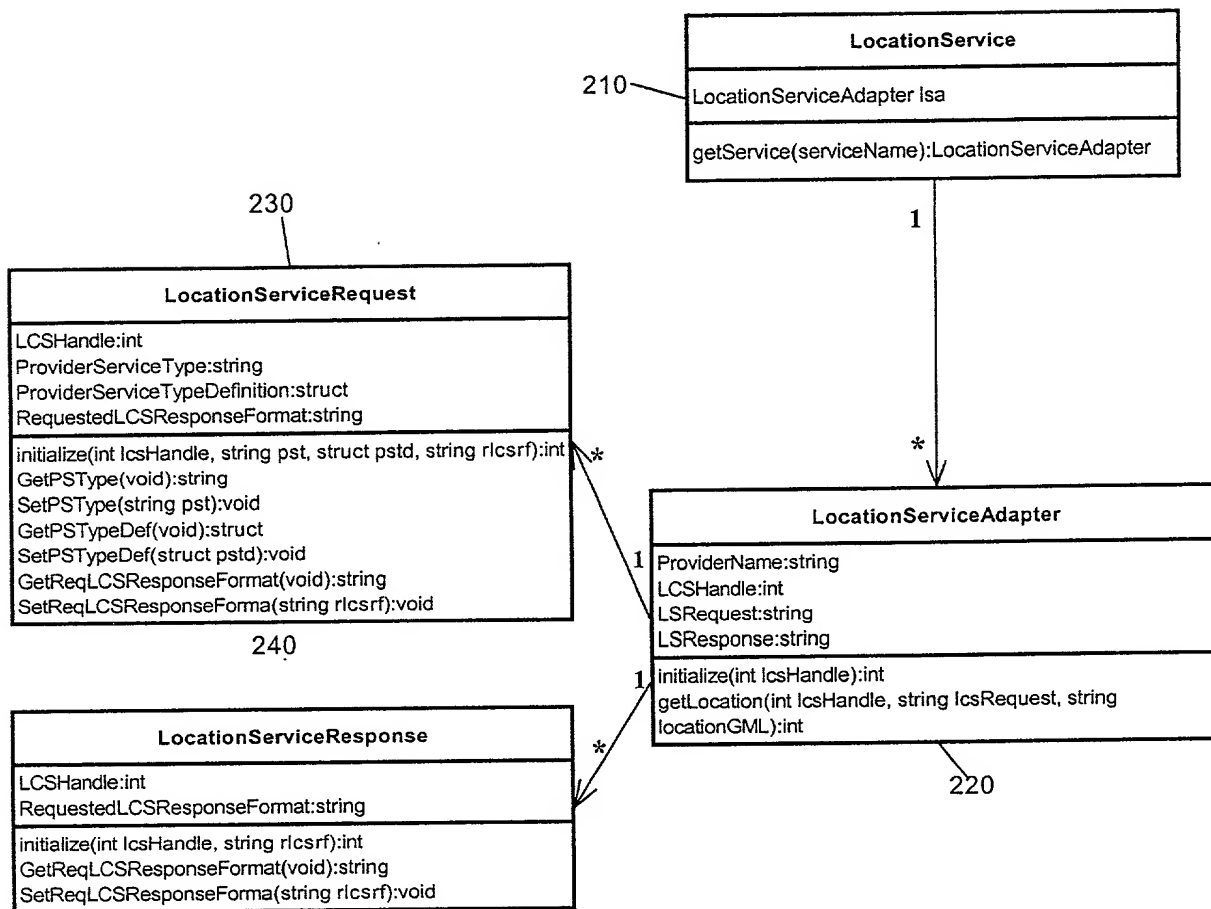 LocationService
210
LocationServiceAdapter lsa
getService(serviceName):LocationServiceAdapter
1
*
230
LocationServiceRequest
LCSHandle:int
ProviderServiceType:string
ProviderServiceTypeDefinition:struct
RequestedLCSResponseFormat:string
initialize(int lcsHandle, string pst, struct pstd, string rlcsrf):int
GetPSType(void):string
SetPSType(string pst):void
GetPSTypeDef(void):struct
SetPSTypeDef(struct pstd):void
GetReqLCSResponseFormat(void):string
SetReqLCSResponseForma(string rlcsrf):void
240
*
1
LocationServiceAdapter
ProviderName:string
LCSHandle:int
LSRequest:string
LSResponse:string
initialize(int lcsHandle):int
getLocation(int lcsHandle, string lcsRequest, string
locationGML):int
220
1
*
LocationServiceResponse
LCSHandle:int
RequestedLCSResponseFormat:string
initialize(int lcsHandle, string rlcsrf):int
GetReqLCSResponseFormat(void):string
SetReqLCSResponseForma(string rlcsrf):void